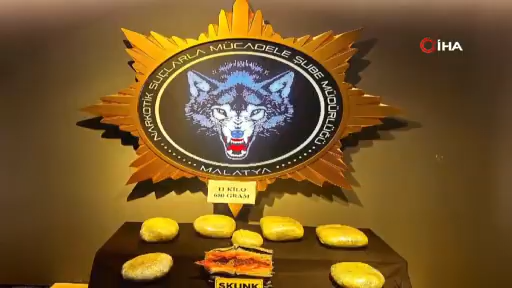 İHA
NARKOTİK SUÇLARLA MÜCADELE ŞUBE MÜDÜRLÜĞÜ
MALATYA
11 KİLO
600 GRAM
SKUNK